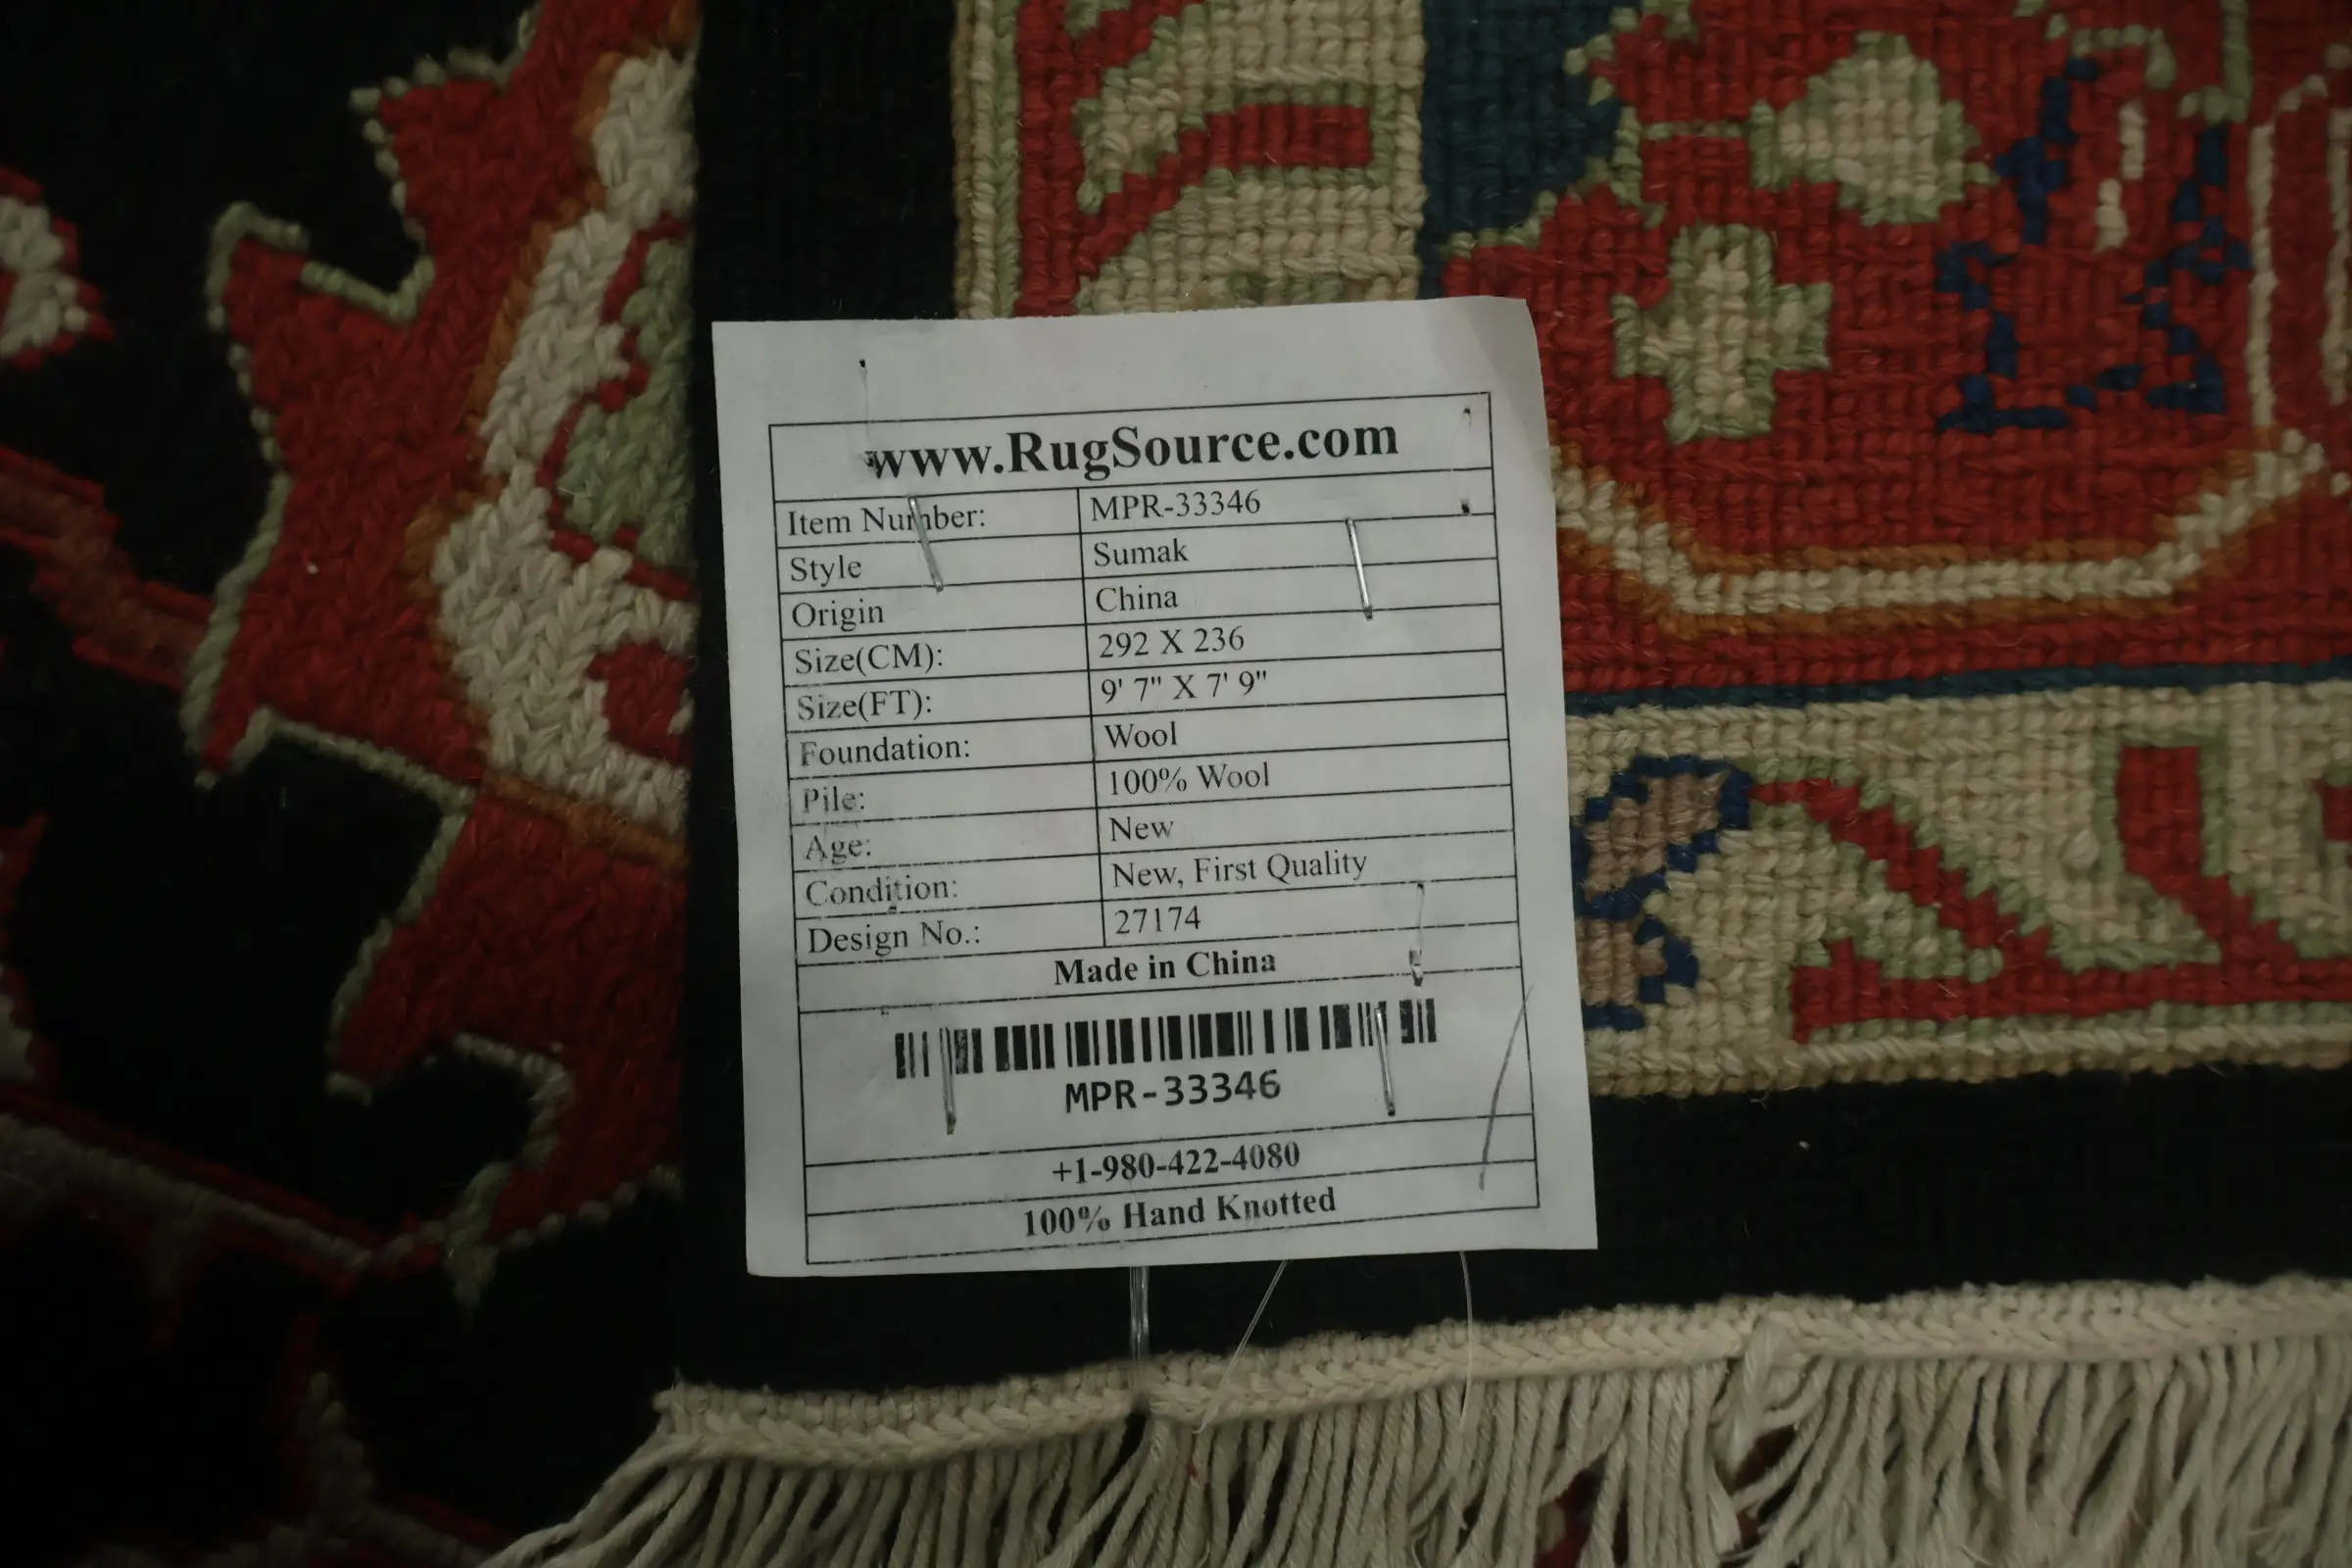 www.RugSource.com
Item Number: MPR-33346
Style Sumak
Origin China
Size(CM): 292 X 236
Size(FT): 9' 7" X 7' 9"
Foundation: Wool
Pile: 100% Wool
Age: New
Condition: New, First Quality
Design No.: 27174
Made in China
MPR-33346
+1-980-422-4080
100% Hand Knotted